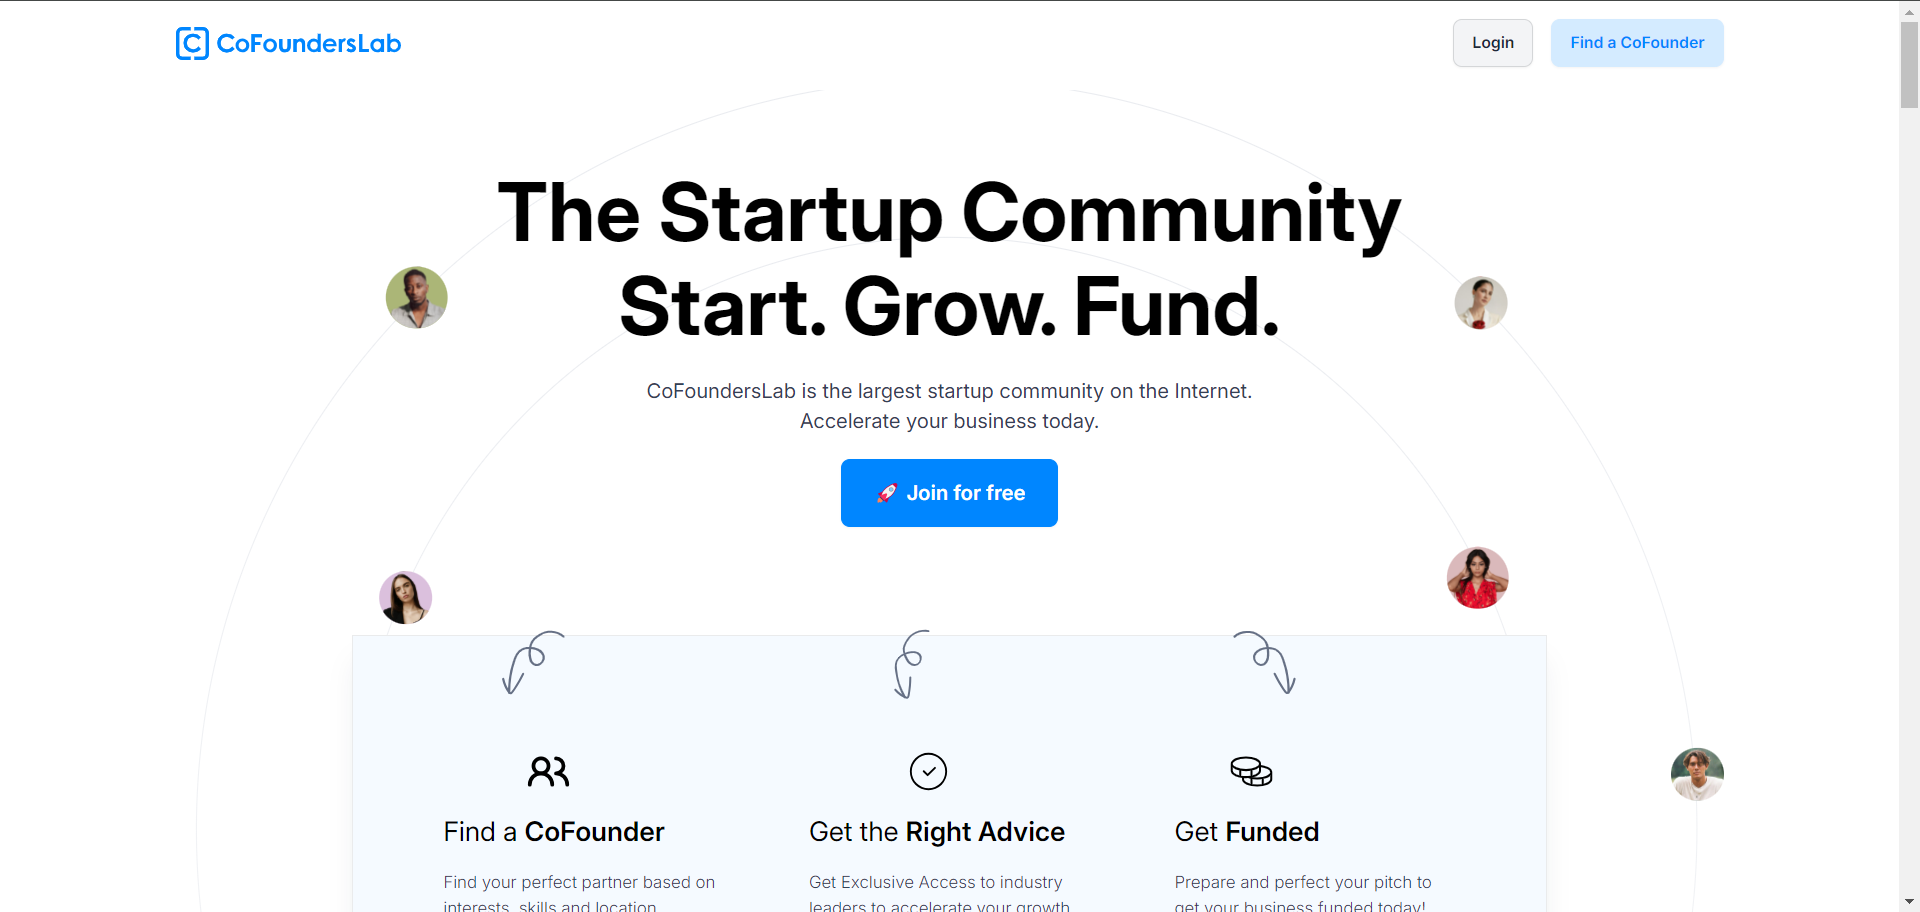 CoFoundersLab
Login
Find a CoFounder
The Startup Community
Start. Grow. Fund.
CoFoundersLab is the largest startup community on the Internet.
Accelerate your business today.
🚀 Join for free
Find a CoFounder
Find your perfect partner based on
interests, skills and location
Get the Right Advice
Get Exclusive Access to industry
leaders to accelerate your growth
Get Funded
Prepare and perfect your pitch to
get your business funded today!